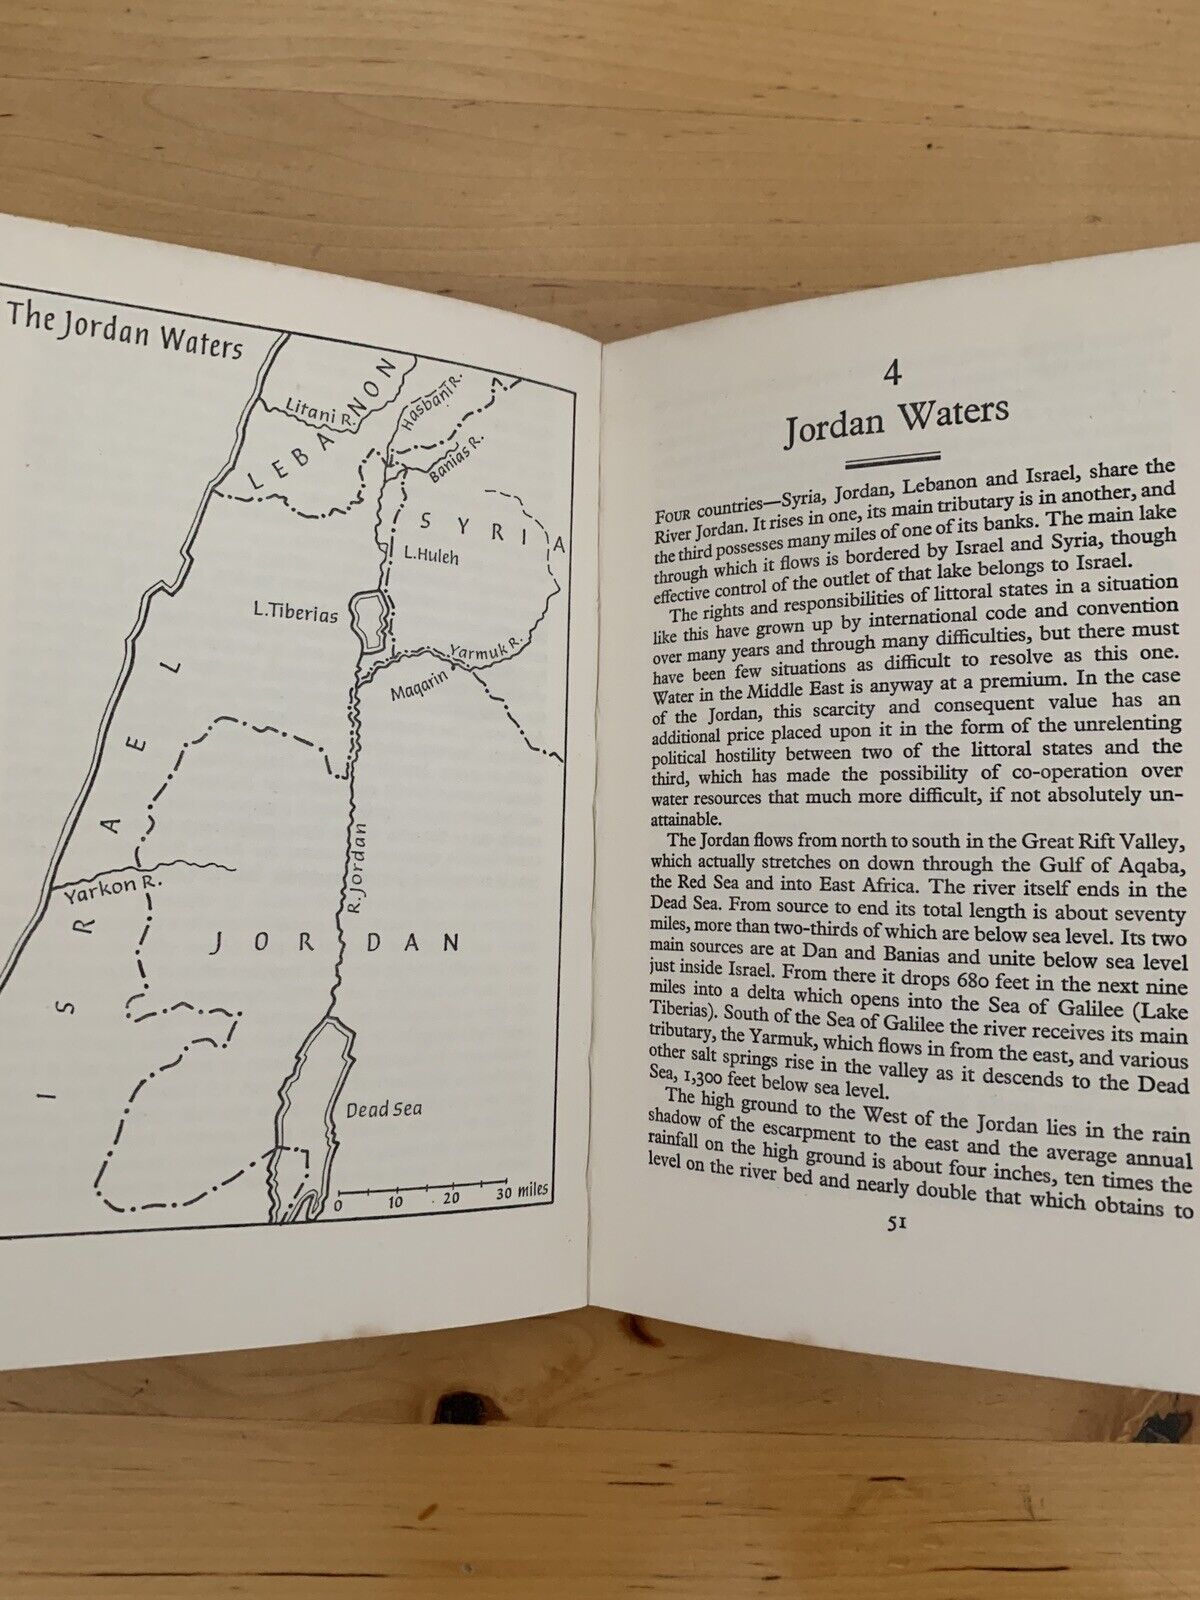 The Jordan Waters
LEBANON
Litani R.
Hasbani R.
Banias R.
SYRIA
L.Huleh
L.Tiberias
Yarmuk R.
Maqarin
ISRAEL
Yarkon R.
R. Jordan
JORDAN
Dead Sea
0 10 20 30 miles
4
Jordan Waters
FOUR countries—Syria, Jordan, Lebanon and Israel, share the
River Jordan. It rises in one, its main tributary is in another, and
the third possesses many miles of one of its banks. The main lake
through which it flows is bordered by Israel and Syria, though
effective control of the outlet of that lake belongs to Israel.
The rights and responsibilities of littoral states in a situation
like this have grown up by international code and convention
over many years and through many difficulties, but there must
have been few situations as difficult to resolve as this one.
Water in the Middle East is anyway at a premium. In the case
of the Jordan, this scarcity and consequent value has an
additional price placed upon it in the form of the unrelenting
political hostility between two of the littoral states and the
third, which has made the possibility of co-operation over
water resources that much more difficult, if not absolutely un-
attainable.
The Jordan flows from north to south in the Great Rift Valley,
which actually stretches on down through the Gulf of Aqaba,
the Red Sea and into East Africa. The river itself ends in the
Dead Sea. From source to end its total length is about seventy
miles, more than two-thirds of which are below sea level. Its two
main sources are at Dan and Banias and unite below sea level
just inside Israel. From there it drops 680 feet in the next nine
miles into a delta which opens into the Sea of Galilee (Lake
Tiberias). South of the Sea of Galilee the river receives its main
tributary, the Yarmuk, which flows in from the east, and various
other salt springs rise in the valley as it descends to the Dead
Sea, 1,300 feet below sea level.
The high ground to the West of the Jordan lies in the rain
shadow of the escarpment to the east and the average annual
rainfall on the high ground is about four inches, ten times the
level on the river bed and nearly double that which obtains to
51